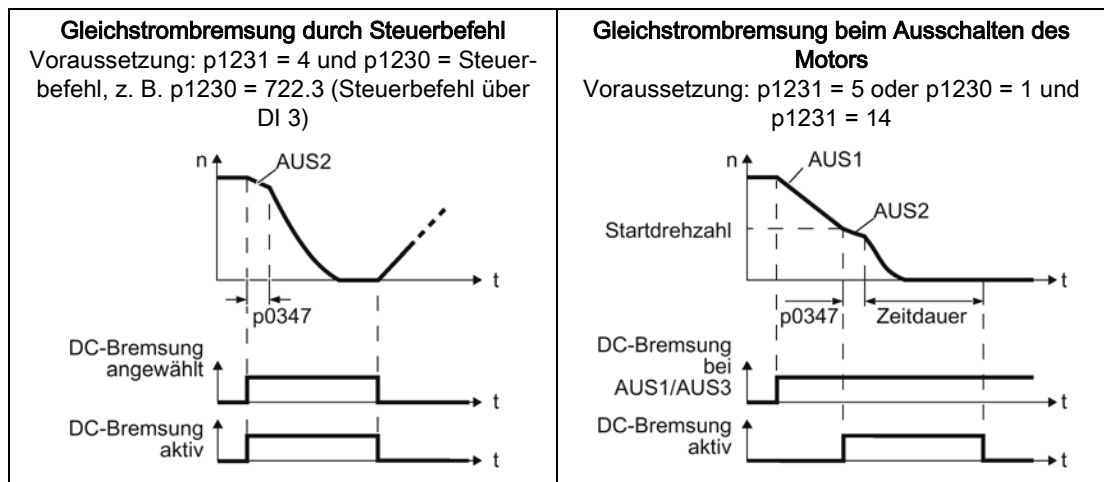 Gleichstrombremsung durch Steuerbefehl
Voraussetzung: p1231 = 4 und p1230 = Steuer-
befehl, z. B. p1230 = 722.3 (Steuerbefehl über
DI 3)
n
AUS2
t
p0347
DC-Bremsung
angewählt
t
DC-Bremsung
aktiv
t
Gleichstrombremsung beim Ausschalten des
Motors
Voraussetzung: p1231 = 5 oder p1230 = 1 und
p1231 = 14
n
AUS1
AUS2
Startdrehzahl
t
p0347
Zeitdauer
DC-Bremsung
bei
AUS1/AUS3
t
DC-Bremsung
aktiv
t